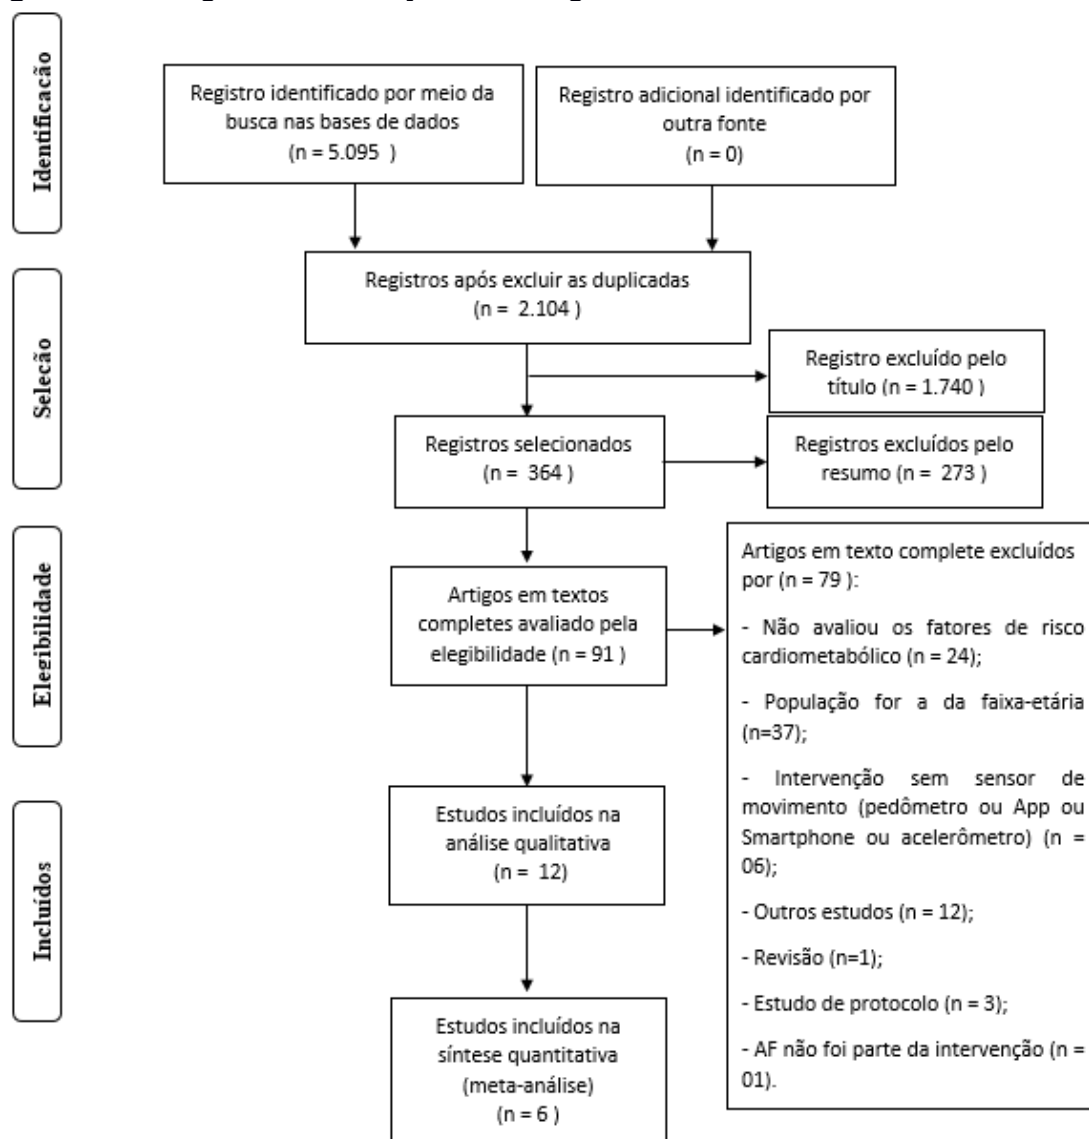 Identificação
Registro identificado por meio da
busca nas bases de dados
(n = 5.095 )
Registro adicional identificado por
outra fonte
(n = 0)
Seleção
Registros após excluir as duplicadas
(n = 2.104 )
Registro excluído pelo
título (n = 1.740 )
Registros selecionados
(n = 364 )
Registros excluídos pelo
resumo (n = 273 )
Elegibilidade
Artigos em textos
completes avaliado pela
elegibilidade (n = 91 )
Artigos em texto complete excluídos
por (n = 79 ):
- Não avaliou os fatores de risco
cardiometabólico (n = 24);
- População for a da faixa-etária
(n=37);
- Intervenção sem sensor de
movimento (pedômetro ou App ou
Smartphone ou acelerômetro) (n =
06);
- Outros estudos (n = 12);
- Revisão (n=1);
- Estudo de protocolo (n = 3);
- AF não foi parte da intervenção (n =
01).
Incluídos
Estudos incluídos na
análise qualitativa
(n = 12)
Estudos incluídos na
síntese quantitativa
(meta-análise)
(n = 6 )